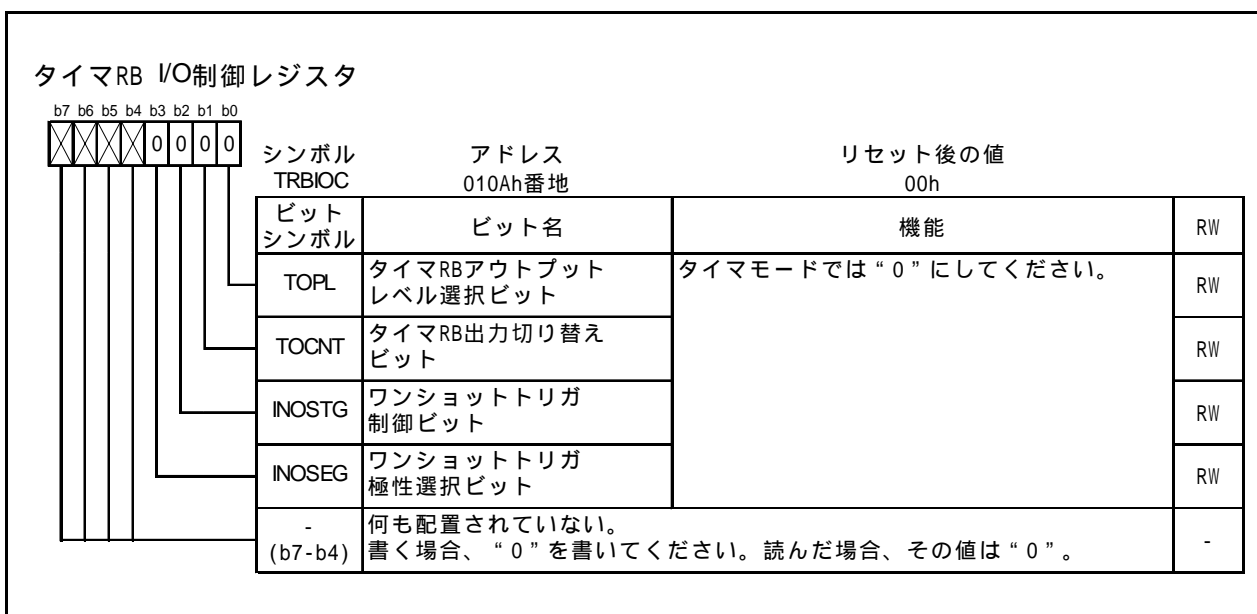 タイマRB I/O制御レジスタ
b7 b6 b5 b4 b3 b2 b1 b0
0 0 0 0
シンボル アドレス リセット後の値
TRBIOC 010Ah番地 00h
ビット
シンボル ビット名 機能 RW
TOPL タイマRBアウトプット
レベル選択ビット タイマモードでは“0”にしてください。 RW
TOCNT タイマRB出力切り替え
ビット RW
INOSTG ワンショットトリガ
制御ビット RW
INOSEG ワンショットトリガ
極性選択ビット RW
-
(b7-b4) 何も配置されていない。
書く場合、“0”を書いてください。読んだ場合、その値は“0”。 -